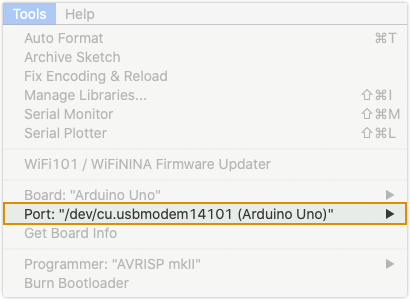 Tools Help
Auto Format ⌘T
Archive Sketch
Fix Encoding & Reload
Manage Libraries... ⇧⌘I
Serial Monitor ⇧⌘M
Serial Plotter ⇧⌘L
WiFi101 / WiFiNINA Firmware Updater
Board: "Arduino Uno" ▶
Port: "/dev/cu.usbmodem14101 (Arduino Uno)" ▶
Get Board Info
Programmer: "AVRISP mkII" ▶
Burn Bootloader